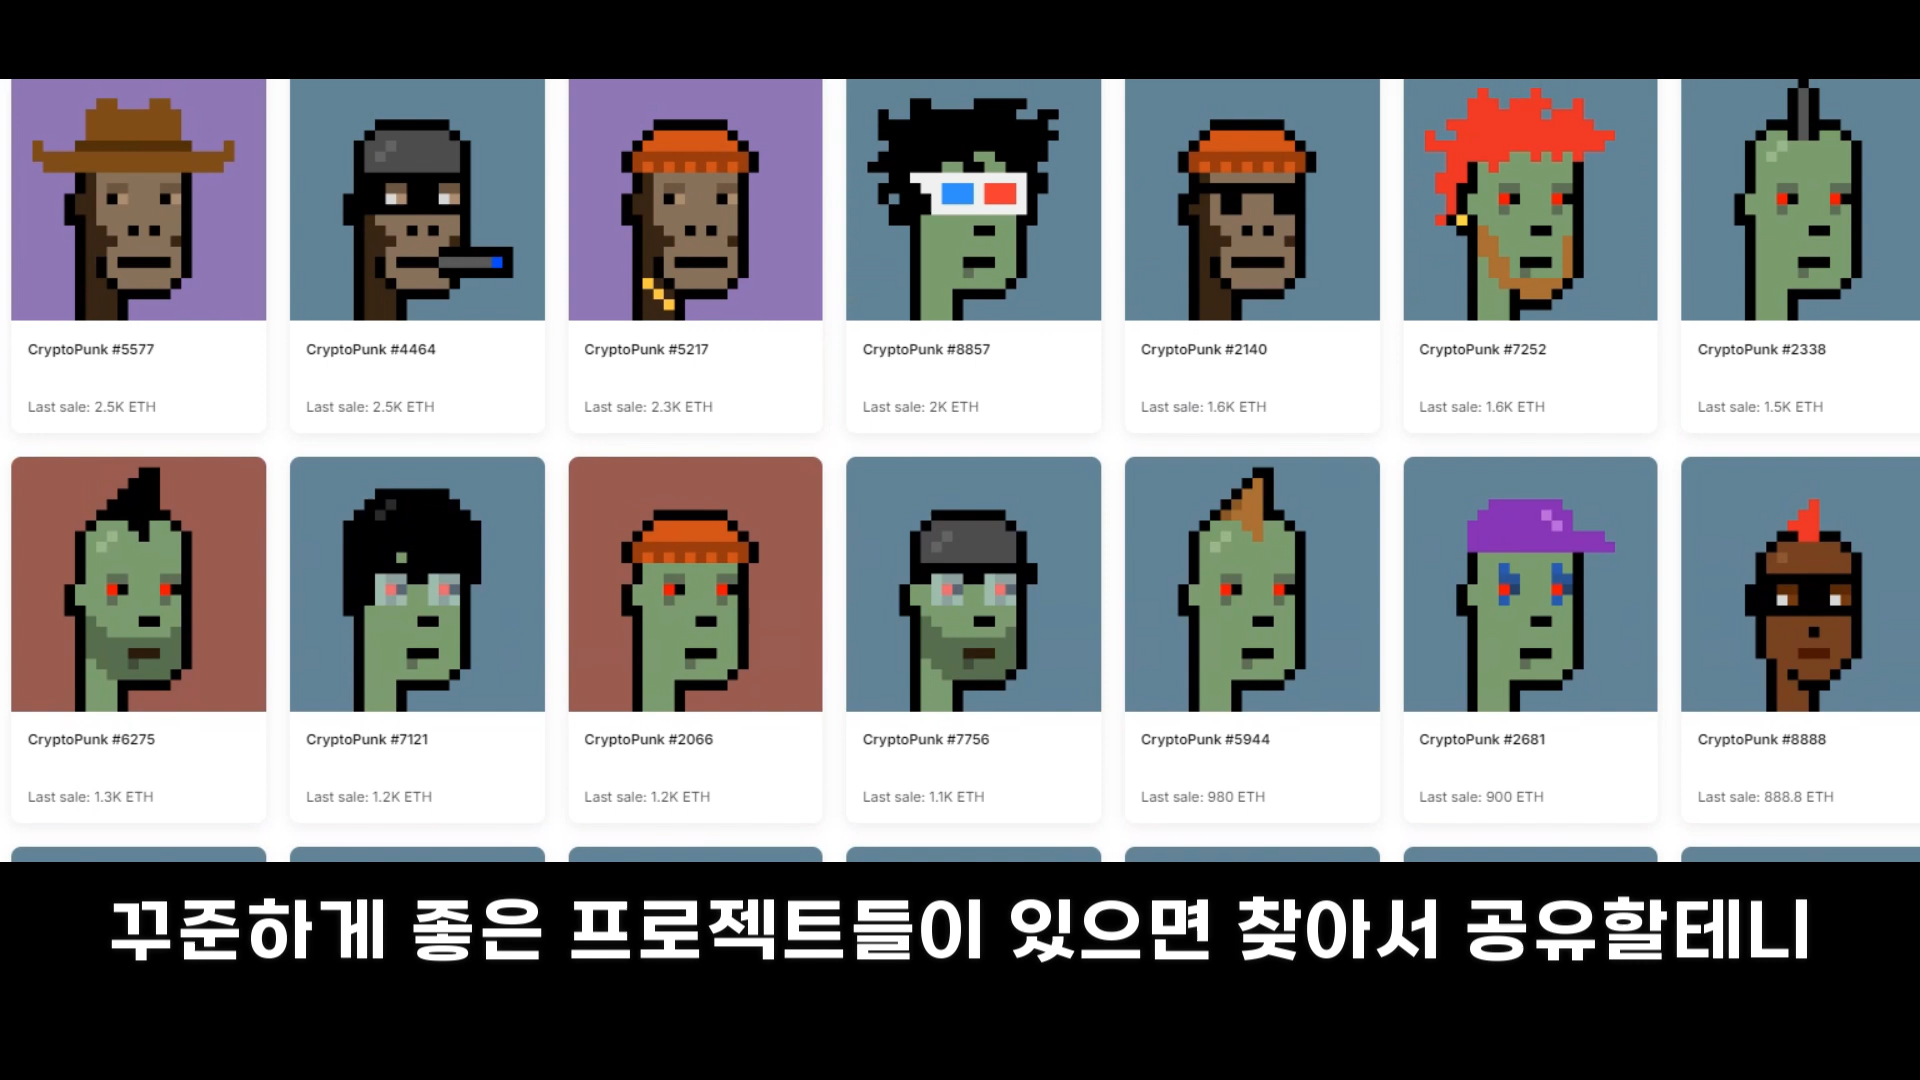 CryptoPunk #5577
CryptoPunk #4464
CryptoPunk #5217
CryptoPunk #8857
CryptoPunk #2140
CryptoPunk #7252
CryptoPunk #2338
Last sale: 2.5K ETH
Last sale: 2.5K ETH
Last sale: 2.3K ETH
Last sale: 2K ETH
Last sale: 1.6K ETH
Last sale: 1.6K ETH
Last sale: 1.5K ETH
CryptoPunk #6275
CryptoPunk #7121
CryptoPunk #2066
CryptoPunk #7756
CryptoPunk #5944
CryptoPunk #2681
CryptoPunk #8888
Last sale: 1.3K ETH
Last sale: 1.2K ETH
Last sale: 1.2K ETH
Last sale: 1.1K ETH
Last sale: 980 ETH
Last sale: 900 ETH
Last sale: 888.8 ETH
꾸준하게 좋은 프로젝트들이 있으면 찾아서 공유할테니